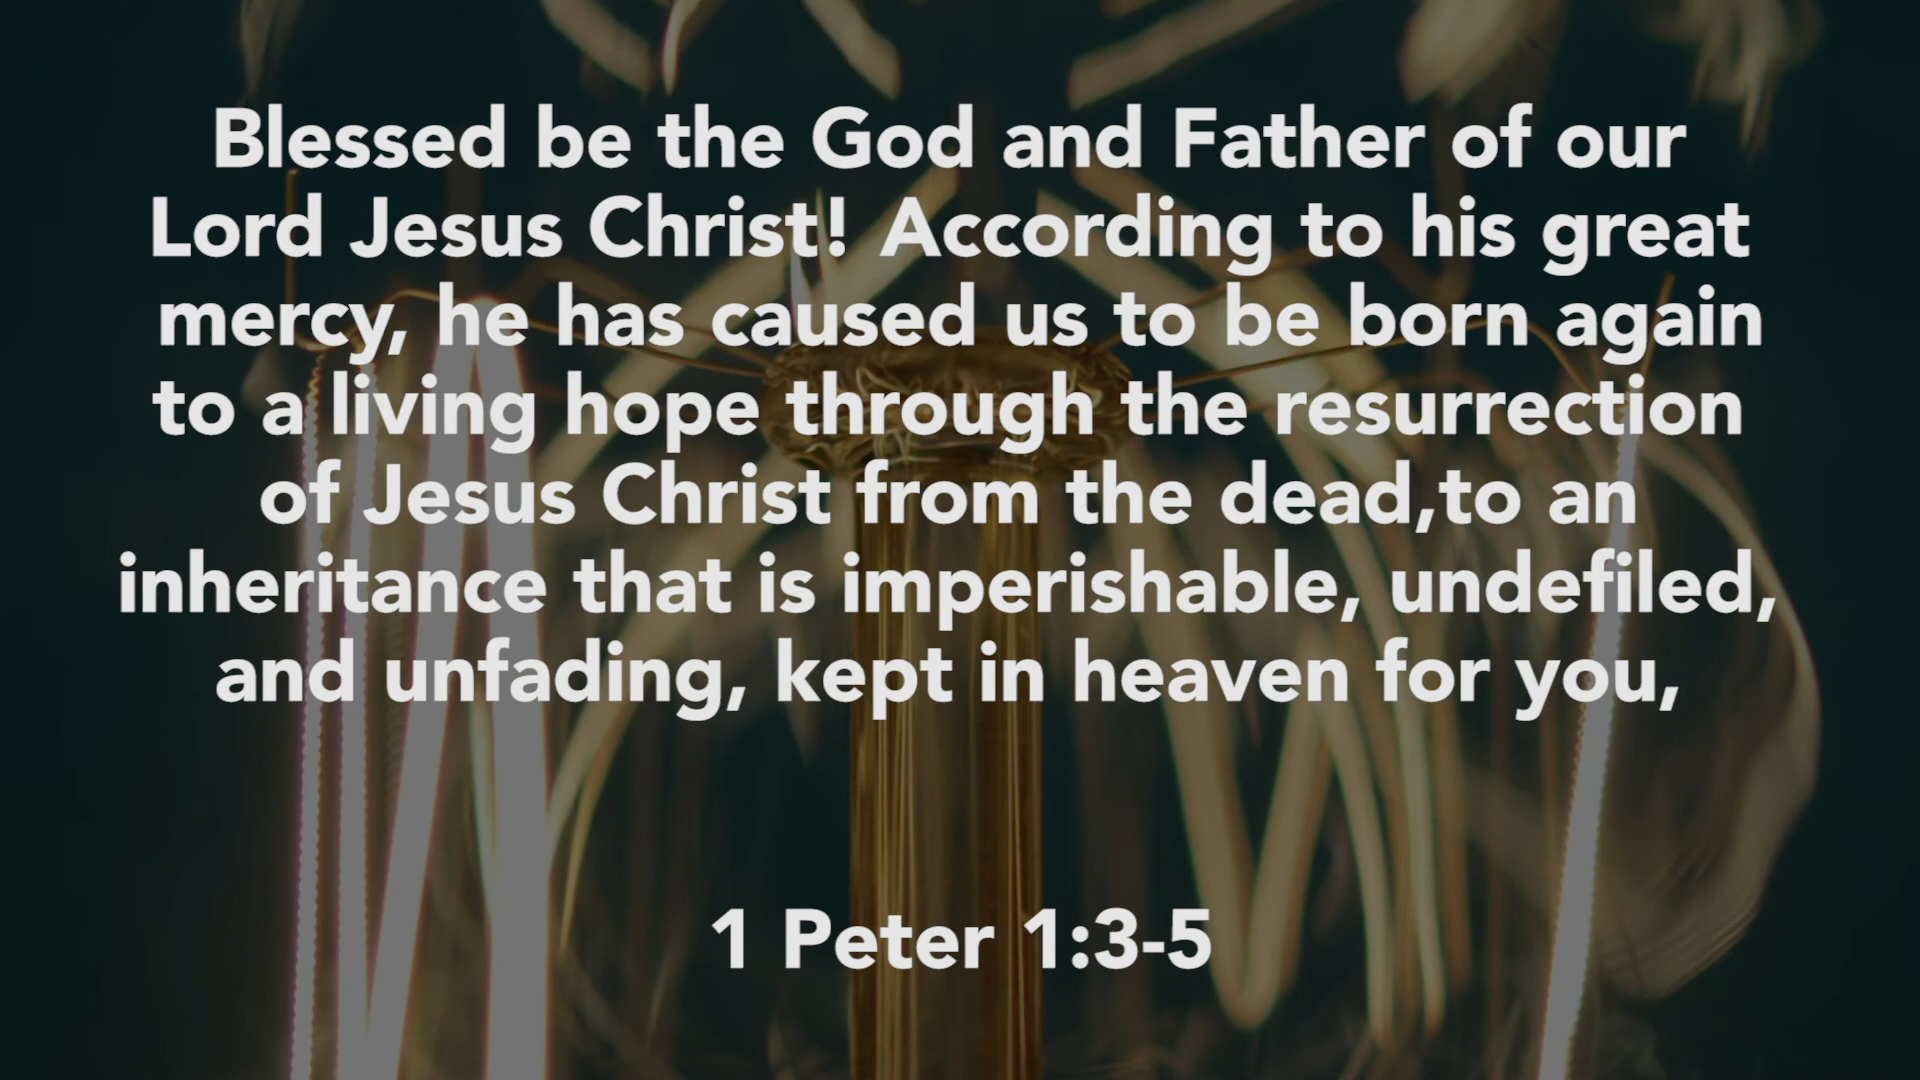 Blessed be the God and Father of our
Lord Jesus Christ! According to his great
mercy, he has caused us to be born again
to a living hope through the resurrection
of Jesus Christ from the dead,to an
inheritance that is imperishable, undefiled,
and unfading, kept in heaven for you,
1 Peter 1:3-5